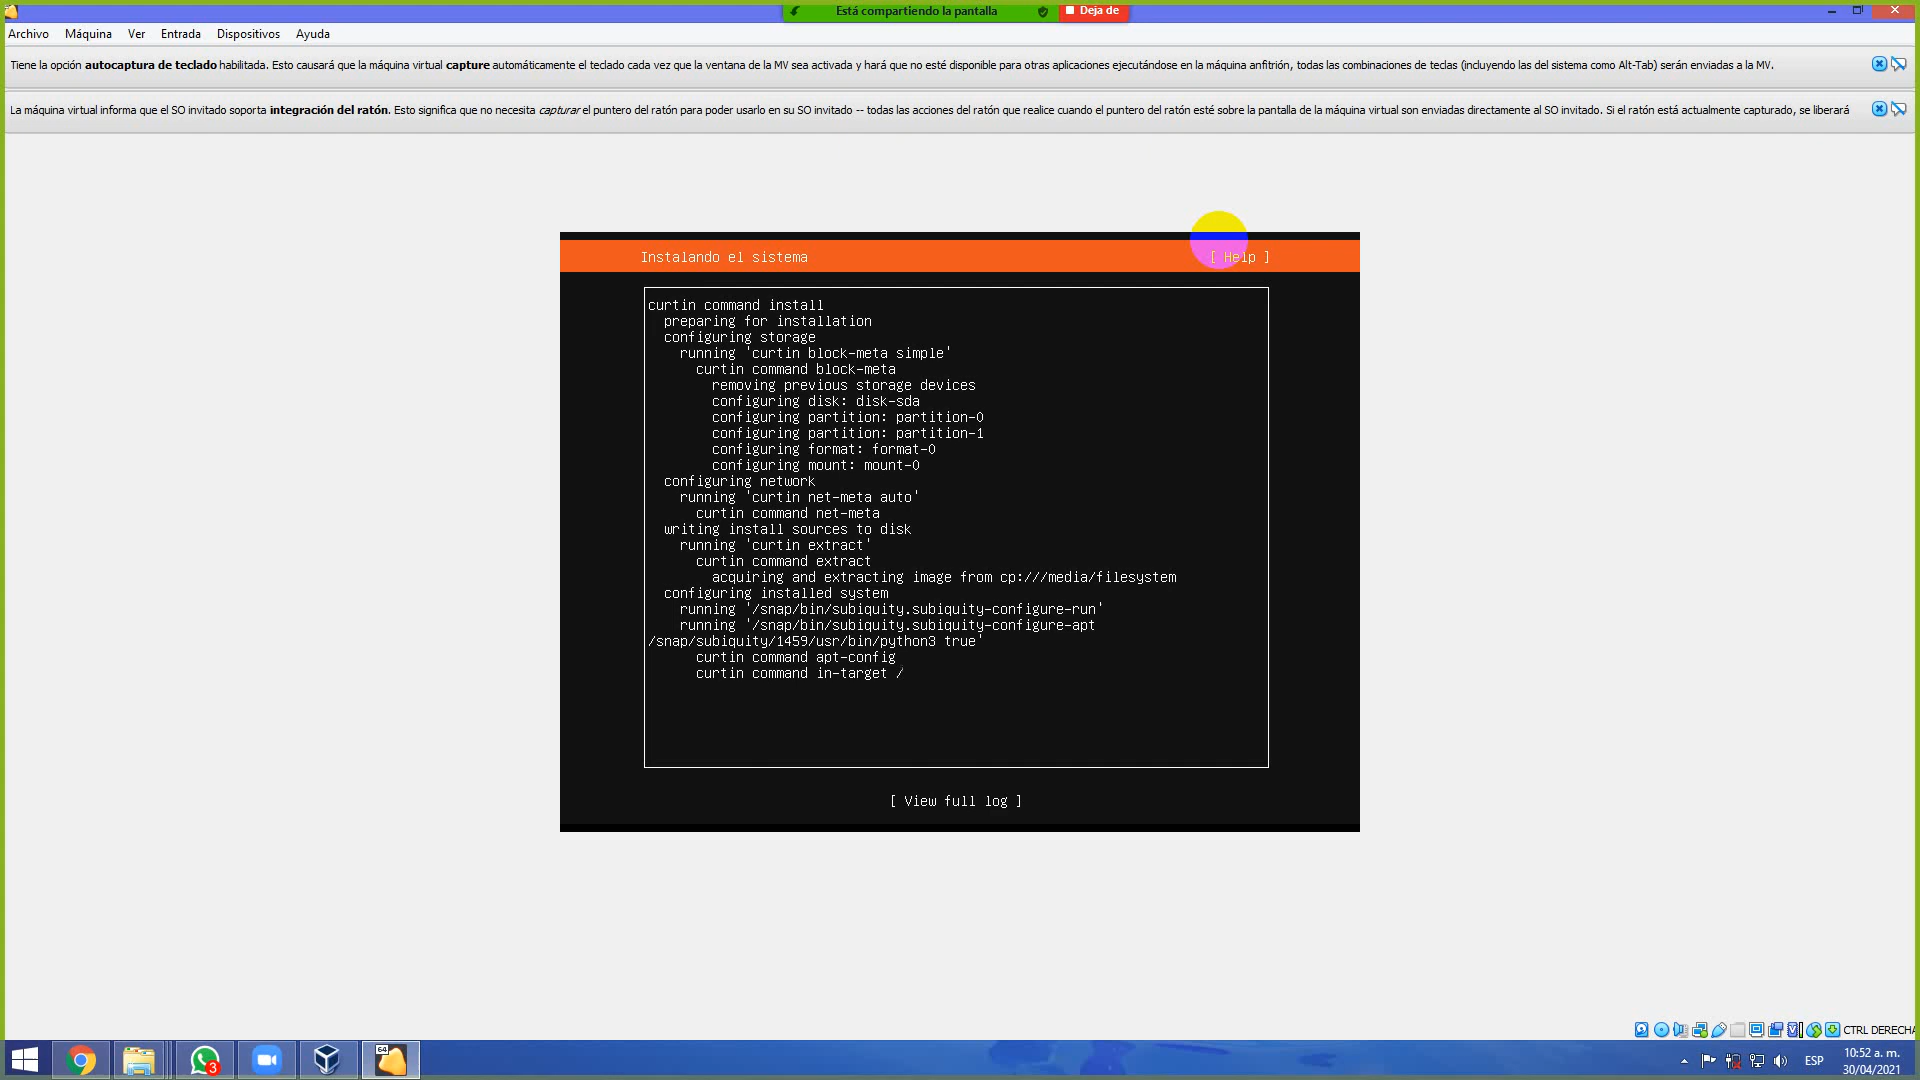 Está compartiendo la pantalla
Deja de
Archivo Máquina Ver Entrada Dispositivos Ayuda
Tiene la opción autocaptura de teclado habilitada. Esto causará que la máquina virtual capture automáticamente el teclado cada vez que la ventana de la MV sea activada y hará que no esté disponible para otras aplicaciones ejecutándose en la máquina anfitrión, todas las combinaciones de teclas (incluyendo las del sistema como Alt-Tab) serán enviadas a la MV.
La máquina virtual informa que el SO invitado soporta integración del ratón. Esto significa que no necesita capturar el puntero del ratón para poder usarlo en su SO invitado -- todas las acciones del ratón que realice cuando el puntero del ratón esté sobre la pantalla de la máquina virtual son enviadas directamente al SO invitado. Si el ratón está actualmente capturado, se liberará
Instalando el sistema [ Help ]
curtin command install
preparing for installation
configuring storage
running 'curtin block-meta simple'
curtin command block-meta
removing previous storage devices
configuring disk: disk-sda
configuring partition: partition-0
configuring partition: partition-1
configuring format: format-0
configuring mount: mount-0
configuring network
running 'curtin net-meta auto'
curtin command net-meta
writing install sources to disk
running 'curtin extract'
curtin command extract
acquiring and extracting image from cp:///media/filesystem
configuring installed system
running '/snap/bin/subiquity.subiquity-configure-run'
running '/snap/bin/subiquity.subiquity-configure-apt
/snap/subiquity/1459/usr/bin/python3 true'
curtin command apt-config
curtin command in-target /
[ View full log ]
CTRL DERECHA
3
64
ESP
10:52 a. m.
30/04/2021